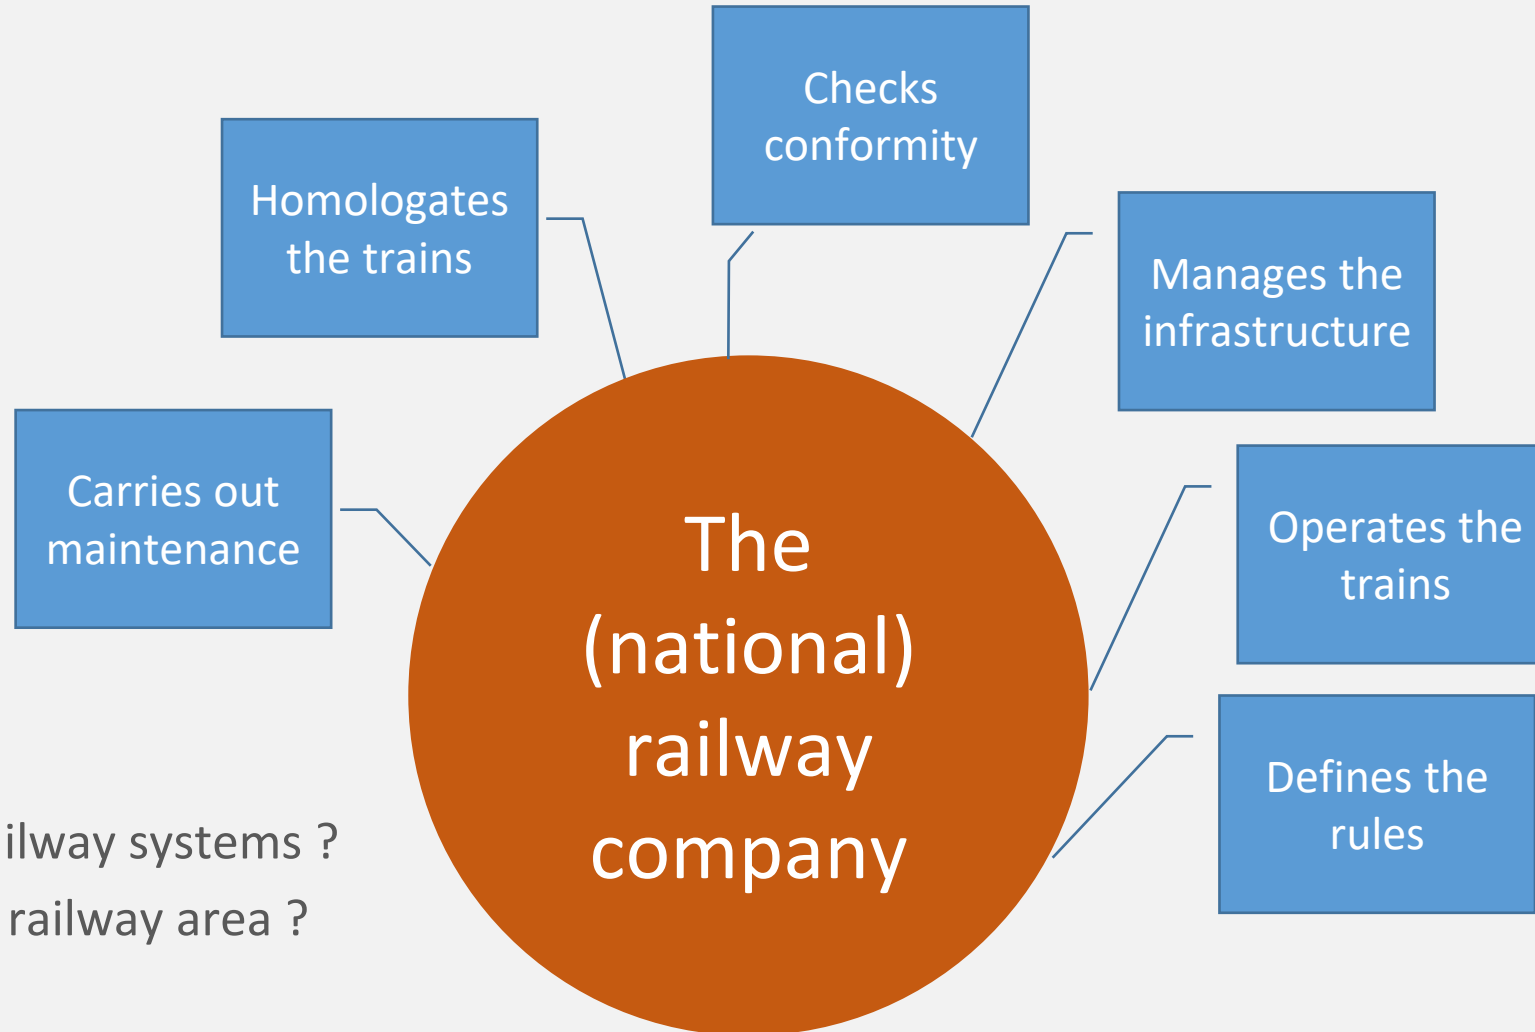 Checks
conformity
Homologates
the trains
Manages the
infrastructure
Carries out
maintenance
Operates the
trains
The
(national)
railway
company
Defines the
rules
ilway systems ?
railway area ?